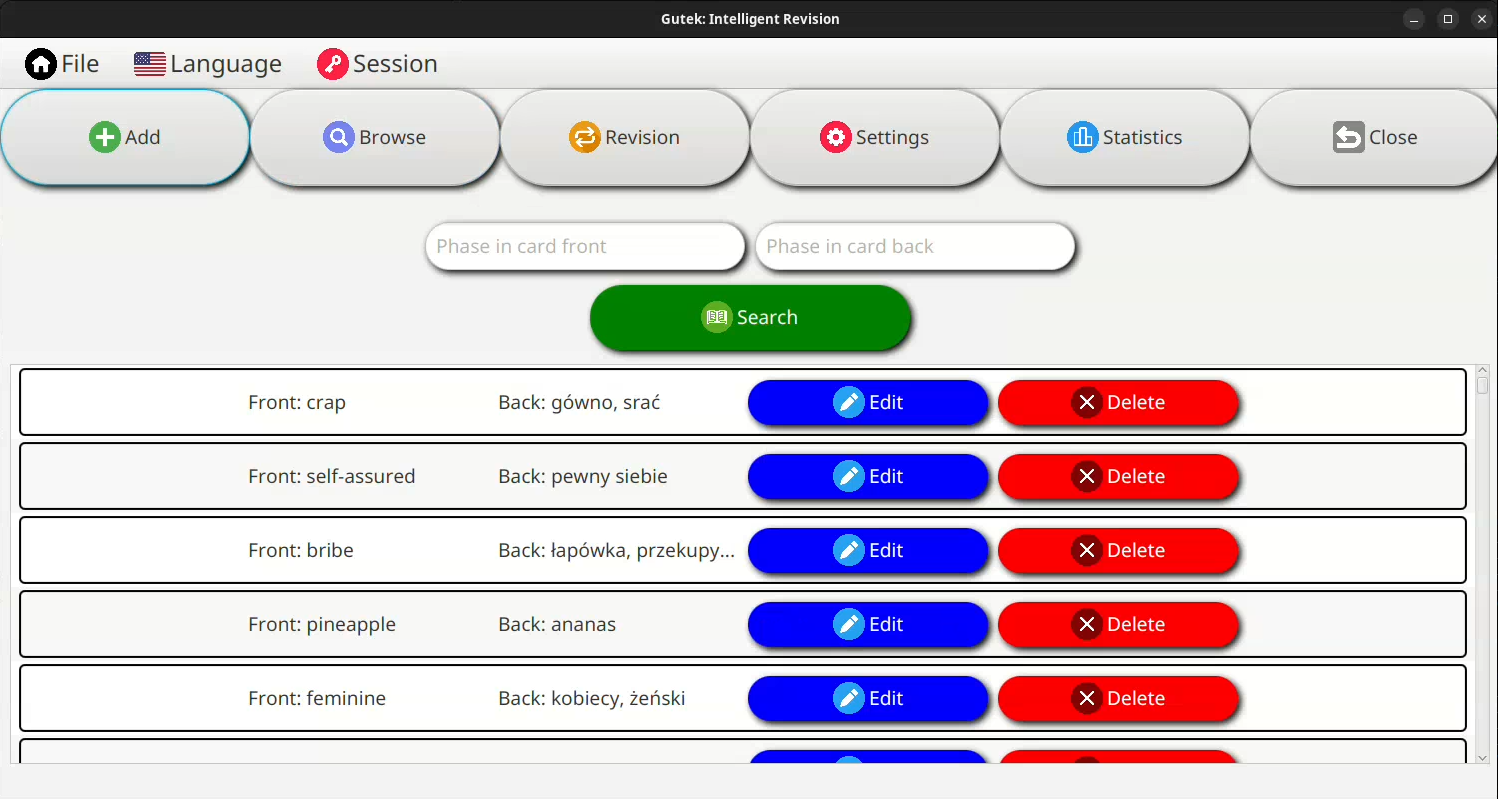 Gutek: Intelligent Revision
File Language Session
Add Browse Revision Settings Statistics Close
Phase in card front Phase in card back
Search
Front: crap Back: gówno, srać Edit Delete
Front: self-assured Back: pewny siebie Edit Delete
Front: bribe Back: łapówka, przekupy... Edit Delete
Front: pineapple Back: ananas Edit Delete
Front: feminine Back: kobiecy, żeński Edit Delete